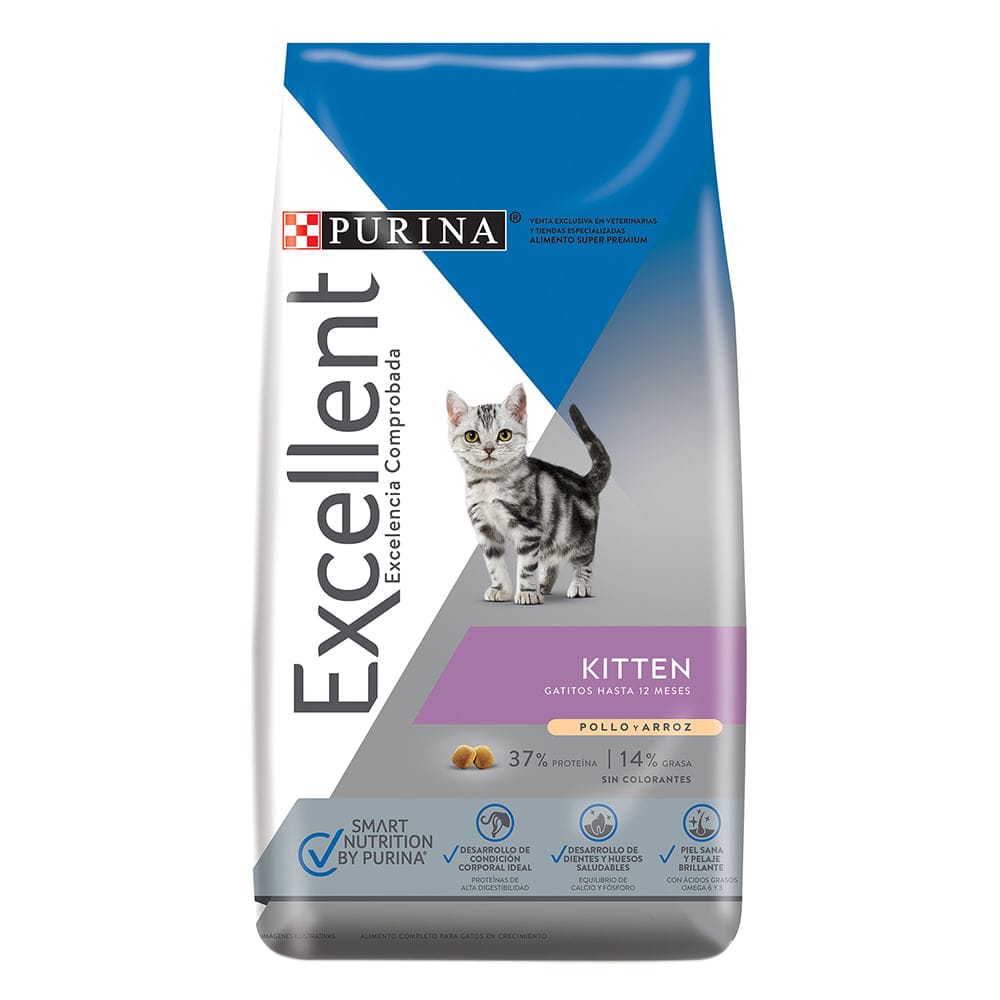 PURINA®
VENTA EXCLUSIVA EN VETERINARIAS
Y TIENDAS ESPECIALIZADAS
ALIMENTO SUPER PREMIUM
Excellent
Excelencia Comprobada
KITTEN
GATITOS HASTA 12 MESES
POLLO Y ARROZ
37% PROTEÍNA | 14% GRASA
SIN COLORANTES
SMART
NUTRITION
BY PURINA®
DESARROLLO DE
CONDICIÓN
CORPORAL IDEAL
PROTEÍNAS DE
ALTA DIGESTIBILIDAD
DESARROLLO DE
DIENTES Y HUESOS
SALUDABLES
EQUILIBRIO DE
CALCIO Y FÓSFORO
PIEL SANA
Y PELAJE
BRILLANTE
CON ÁCIDOS GRASOS
OMEGA 6 Y 3
IMÁGENES ILUSTRATIVAS
ALIMENTO COMPLETO PARA GATOS EN CRECIMIENTO